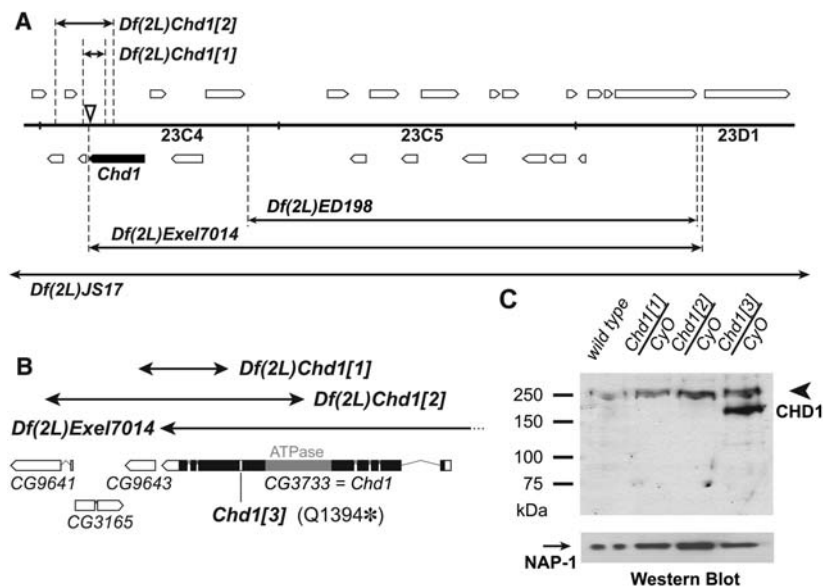 A
Df(2L)Chd1[2]
Df(2L)Chd1[1]
23C4
23C5
23D1
Chd1
Df(2L)ED198
Df(2L)Exel7014
Df(2L)JS17
B
Df(2L)Chd1[1]
Df(2L)Chd1[2]
Df(2L)Exel7014
ATPase
CG9641
CG9643
CG3733 = Chd1
CG3165
Chd1[3] (Q1394*)
C
wild type
Chd1[1]
CyO
Chd1[2]
CyO
Chd1[3]
CyO
250
CHD1
150
100
75
kDa
NAP-1
Western Blot